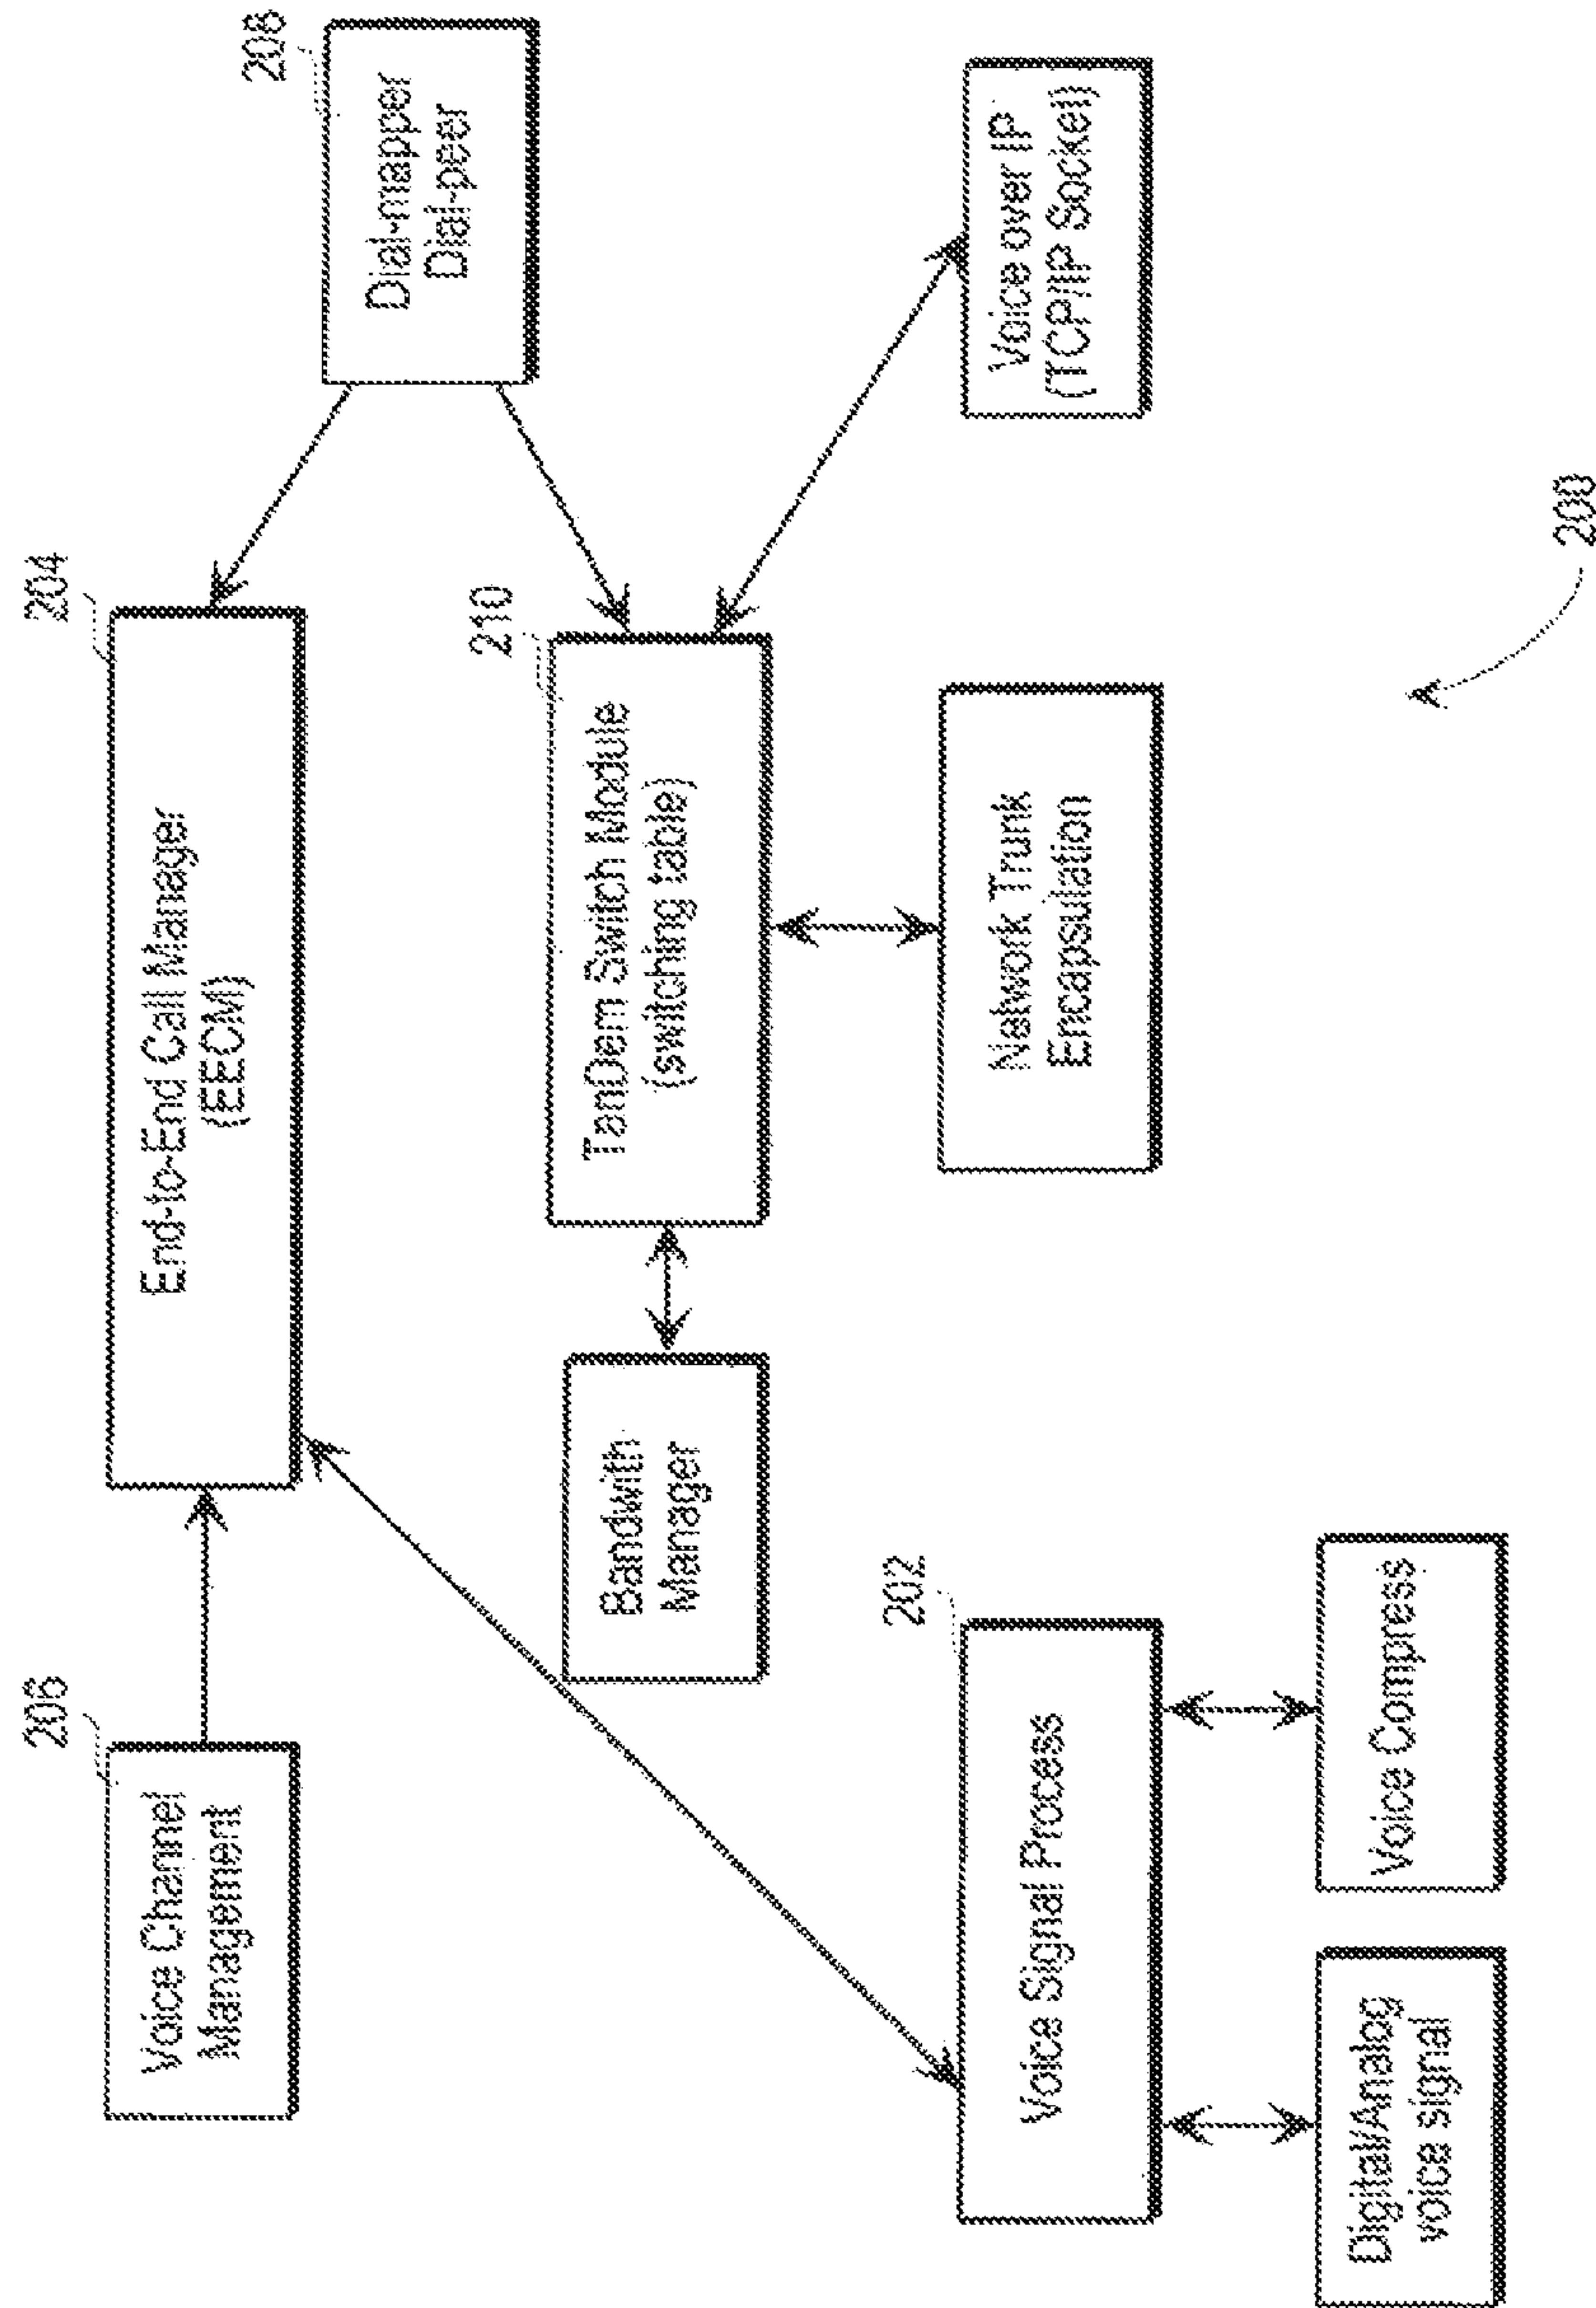 206
Voice Channel
Management
204
End-to-End Call Manager
(EECM)
208
Dial-mapper
Dial-peer
Bandwith
Manager
210
TanDem Switch Module
(switching table)
202
Voice Signal Process
Network Trunk
Encapsulation
Voice over IP
(TCP/IP Socket)
Digital/Analog
voice signal
Voice Compress
200